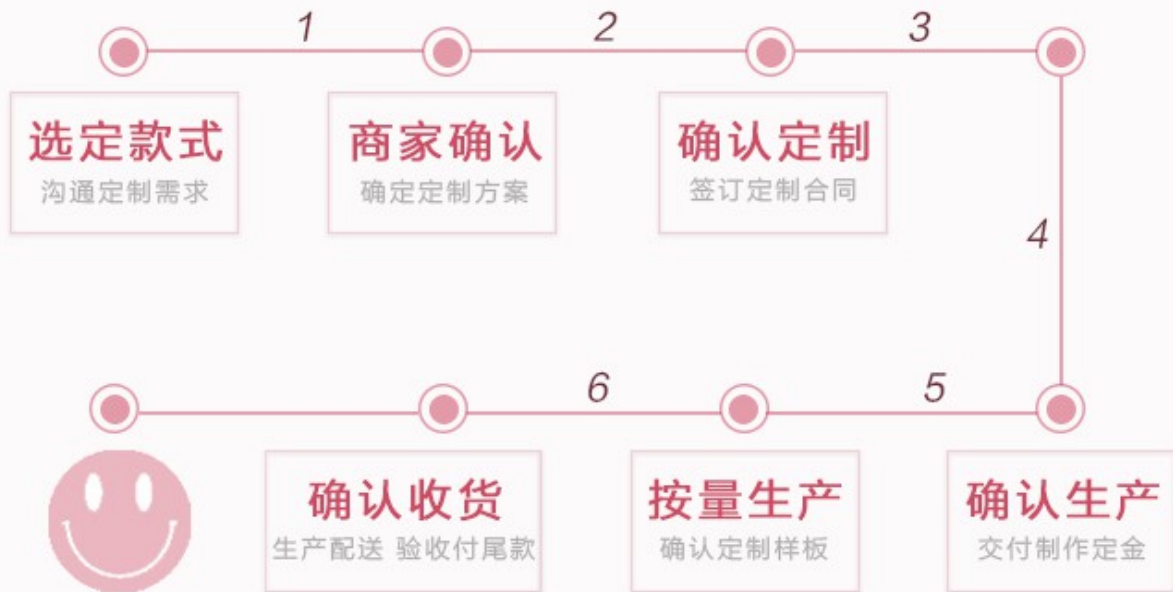 1
2
3
选定款式
沟通定制需求
商家确认
确定定制方案
确认定制
签订定制合同
4
5
确认生产
交付制作定金
6
按量生产
确认定制样板
确认收货
生产配送 验收付尾款